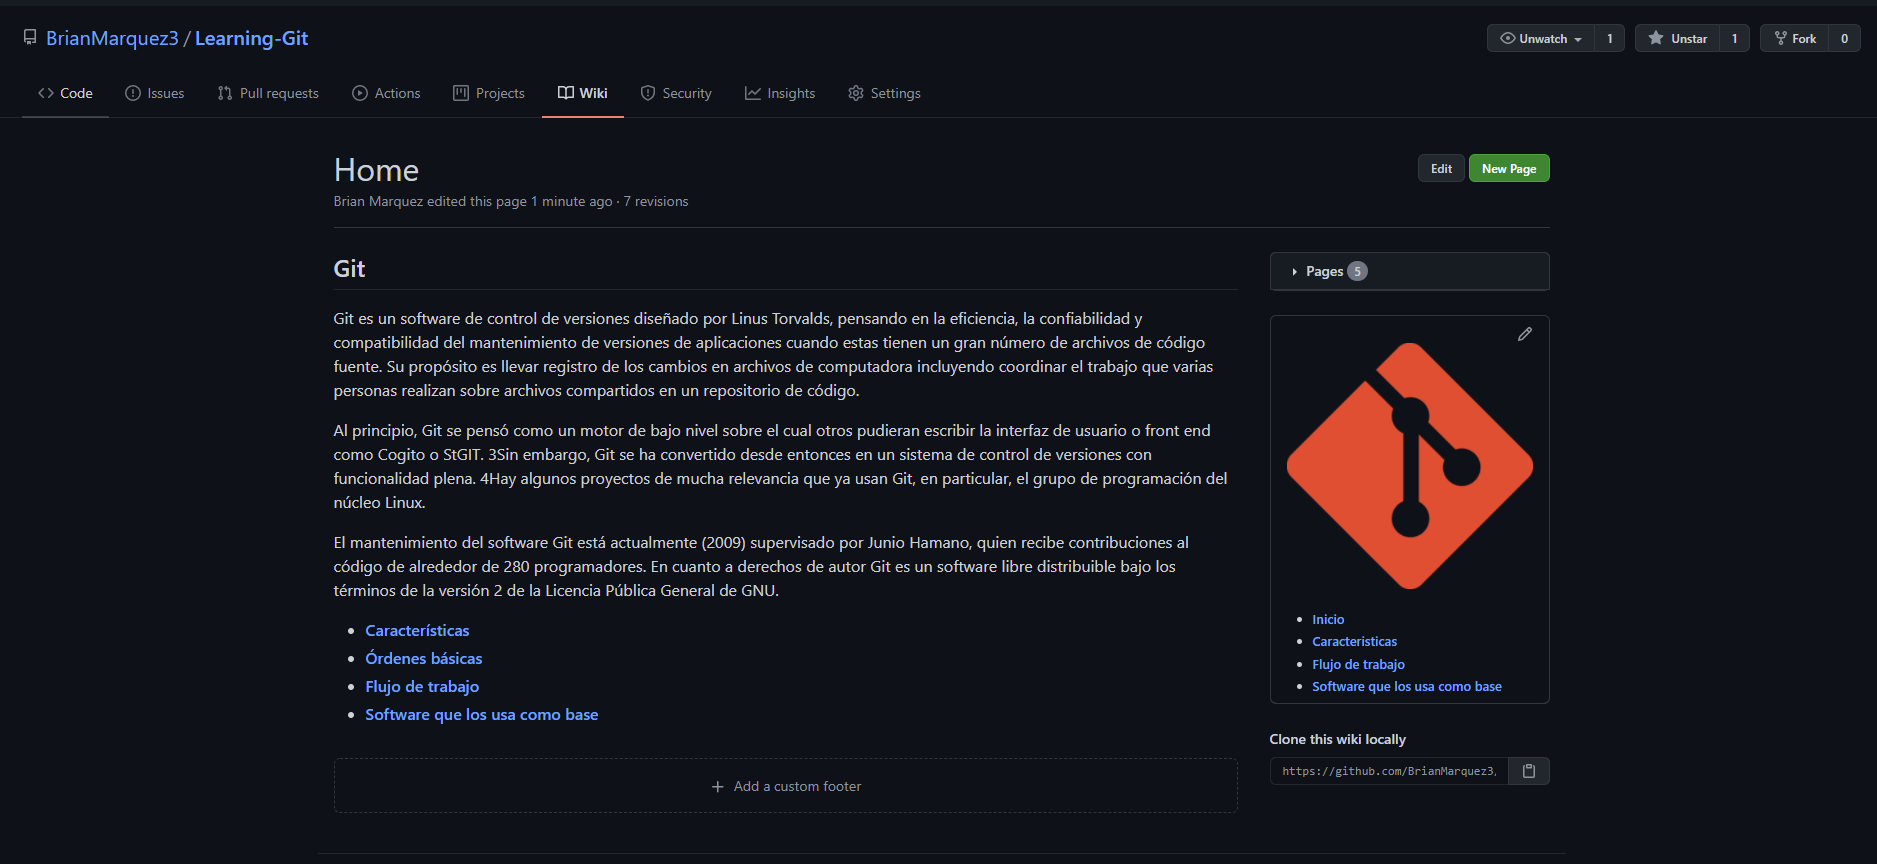 BrianMarquez3 / Learning-Git
Unwatch 1 Unstar 1 Fork 0
Code Issues Pull requests Actions Projects Wiki Security Insights Settings
Home
Edit New Page
Brian Marquez edited this page 1 minute ago · 7 revisions
Git
Git es un software de control de versiones diseñado por Linus Torvalds, pensando en la eficiencia, la confiabilidad y
compatibilidad del mantenimiento de versiones de aplicaciones cuando estas tienen un gran número de archivos de código
fuente. Su propósito es llevar registro de los cambios en archivos de computadora incluyendo coordinar el trabajo que varias
personas realizan sobre archivos compartidos en un repositorio de código.
Al principio, Git se pensó como un motor de bajo nivel sobre el cual otros pudieran escribir la interfaz de usuario o front end
como Cogito o StGIT. 3Sin embargo, Git se ha convertido desde entonces en un sistema de control de versiones con
funcionalidad plena. 4Hay algunos proyectos de mucha relevancia que ya usan Git, en particular, el grupo de programación del
núcleo Linux.
El mantenimiento del software Git está actualmente (2009) supervisado por Junio Hamano, quien recibe contribuciones al
código de alrededor de 280 programadores. En cuanto a derechos de autor Git es un software libre distribuible bajo los
términos de la versión 2 de la Licencia Pública General de GNU.
Características
Órdenes básicas
Flujo de trabajo
Software que los usa como base
Add a custom footer
Pages 5
Inicio
Caracteristicas
Flujo de trabajo
Software que los usa como base
Clone this wiki locally
https://github.com/BrianMarquez3,